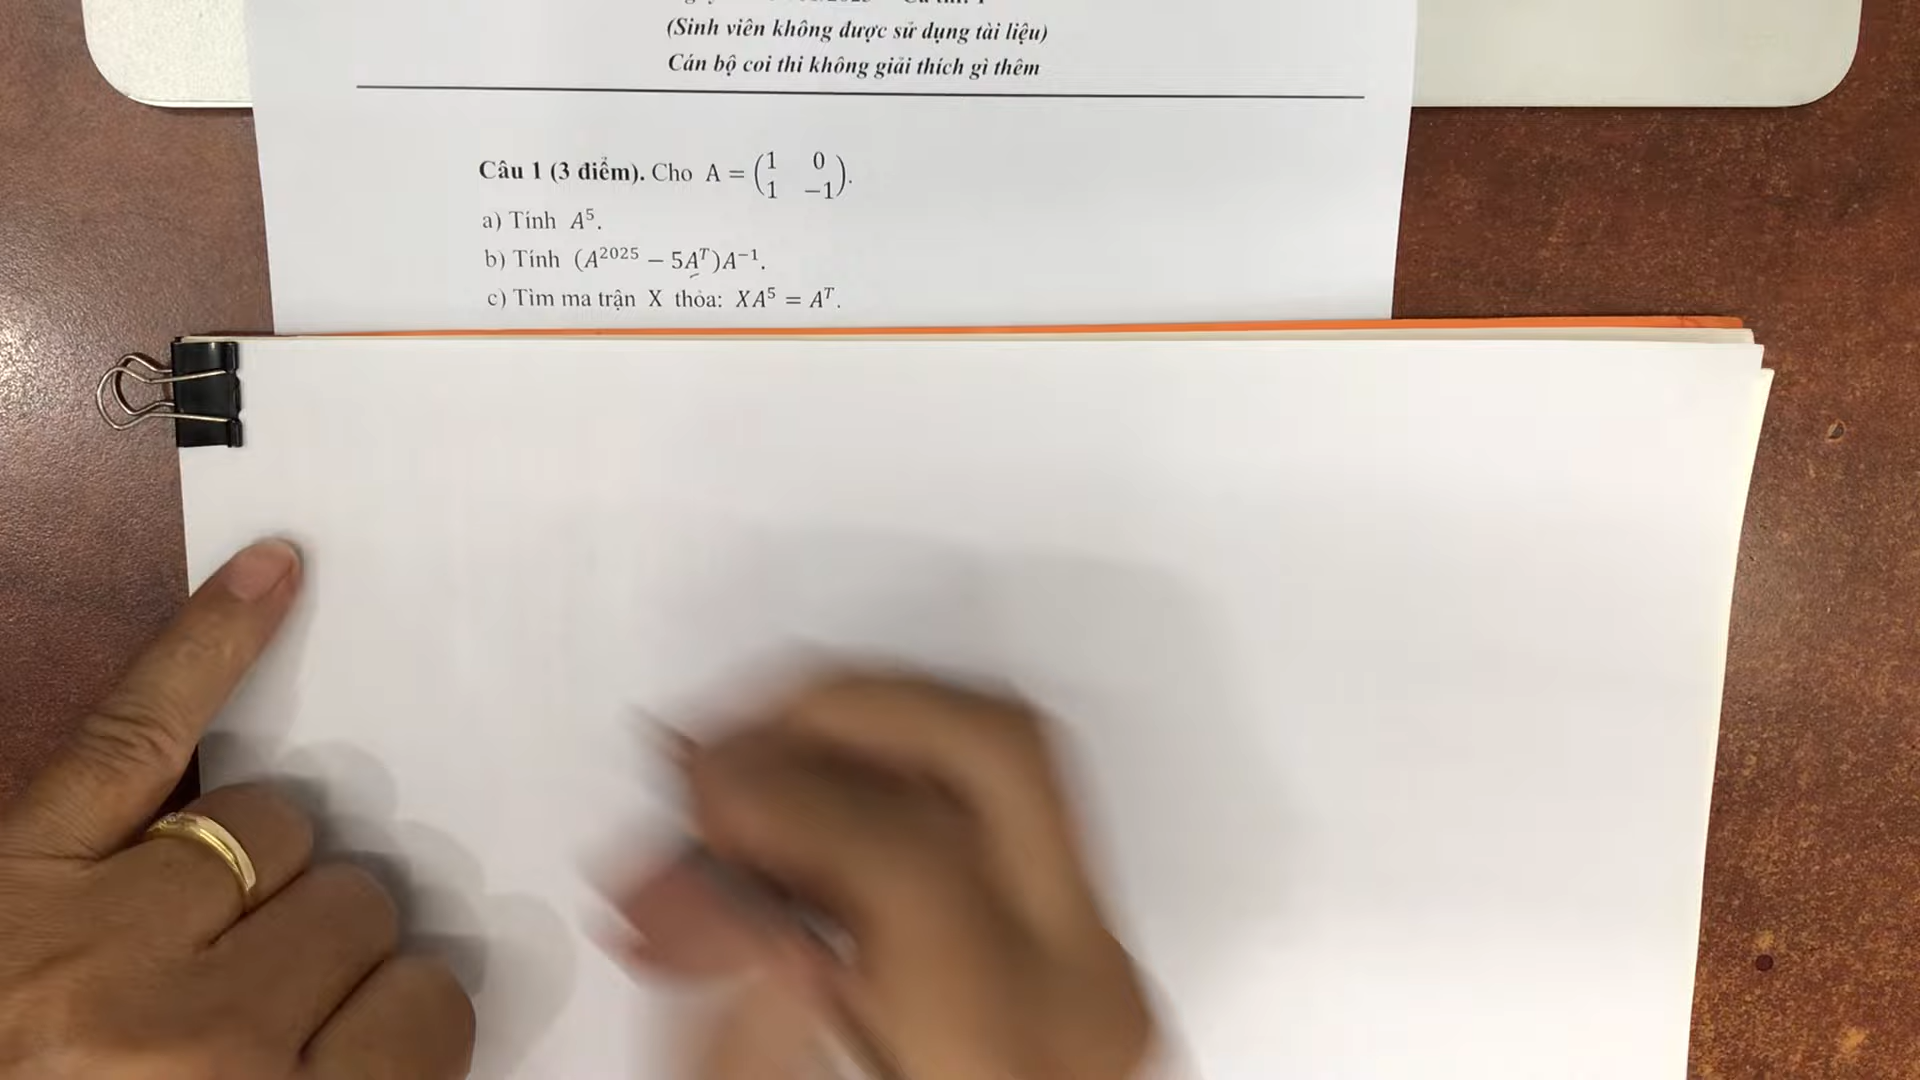 (Sinh viên không được sử dụng tài liệu)
Cán bộ coi thi không giải thích gì thêm
Câu 1 (3 điểm). Cho A = (1 0
1 −1).
a) Tính A⁵.
b) Tính (A²⁰²⁵ − 5Aᵀ)A⁻¹.
c) Tìm ma trận X thỏa: XA⁵ = Aᵀ.